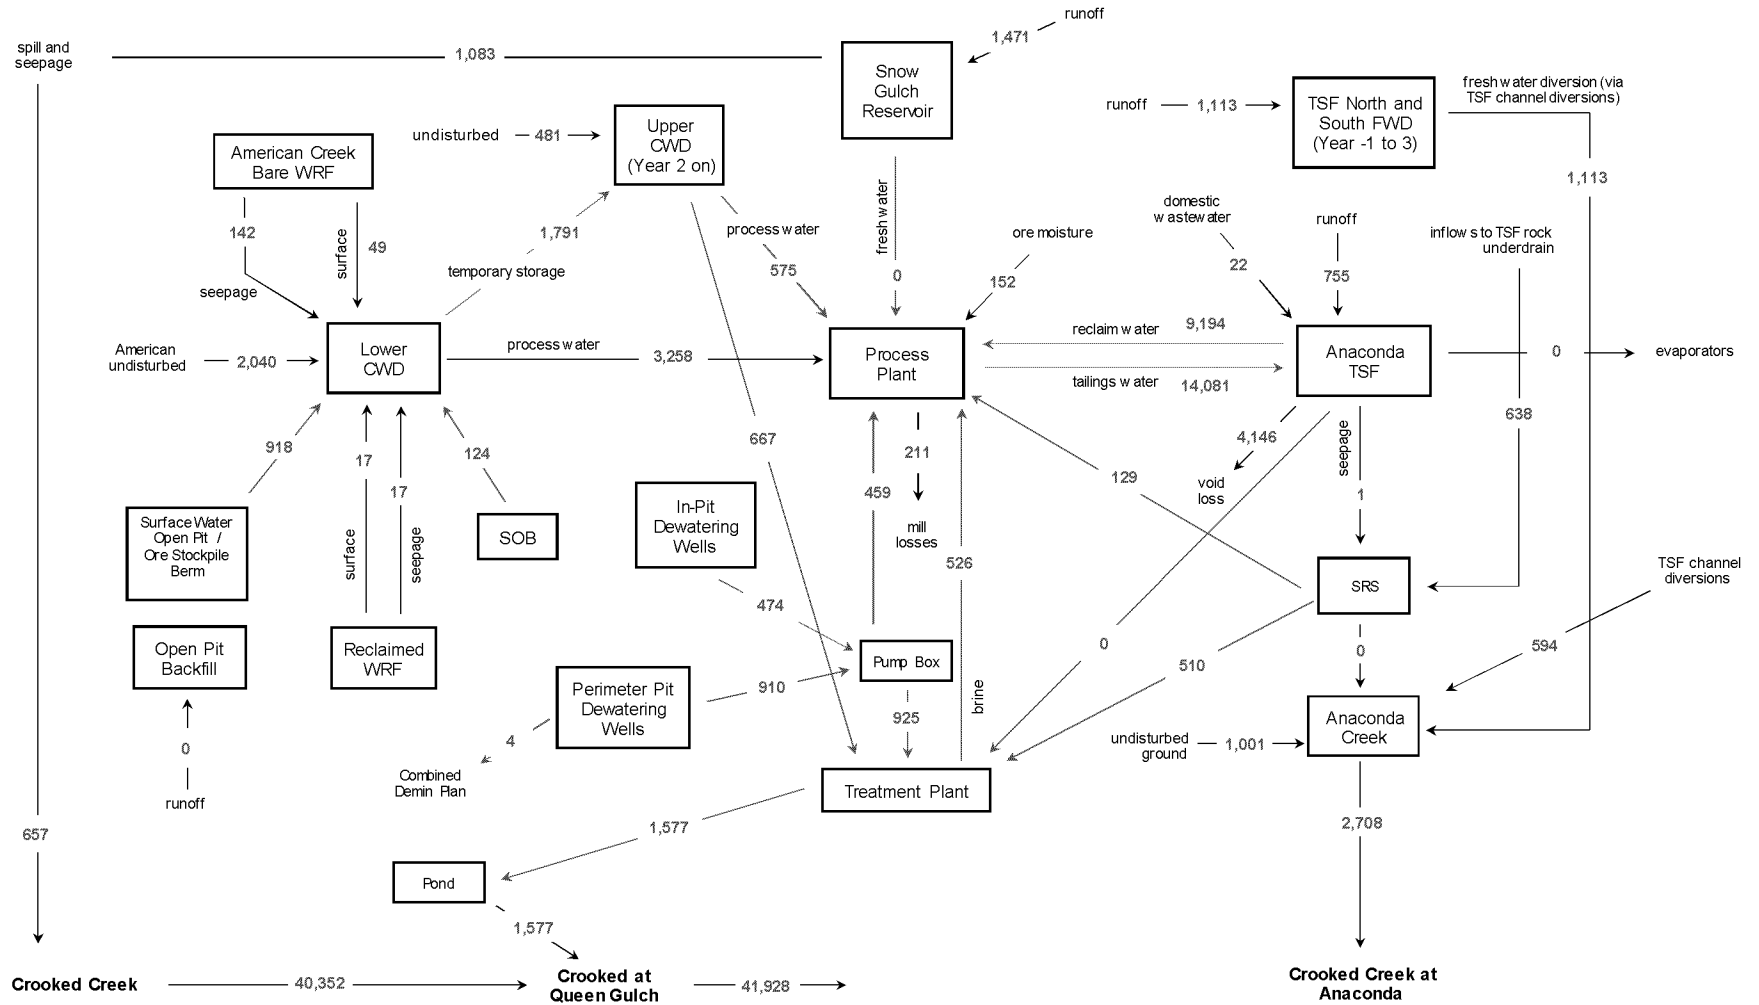 runoff
1,471
spill and
seepage
1,083
Snow
Gulch
Reservoir
fresh water diversion (via
TSF channel diversions)
runoff
1,113
TSF North and
South FWD
(Year -1 to 3)
1,113
undisturbed
481
Upper
CWD
(Year 2 on)
American Creek
Bare WRF
142
surface
49
seepage
1,791
temporary storage
process water
575
fresh water
0
ore moisture
152
domestic
wastewater
22
runoff
755
inflows to TSF rock
underdrain
American
undisturbed
2,040
Lower
CWD
process water
3,258
Process
Plant
reclaim water
9,194
tailings water
14,081
Anaconda
TSF
0
evaporators
918
17
17
124
667
459
211
mill
losses
526
129
4,146
void
loss
seepage
1
638
Surface Water
Open Pit /
Ore Stockpile
Berm
surface
seepage
SOB
In-Pit
Dewatering
Wells
474
SRS
TSF channel
diversions
Open Pit
Backfill
Reclaimed
WRF
Pump Box
910
Perimeter Pit
Dewatering
Wells
925
brine
0
510
0
594
0
runoff
4
Combined
Demin Plan
undisturbed
ground
1,001
Anaconda
Creek
Treatment Plant
657
1,577
2,708
Pond
1,577
Crooked Creek
40,352
Crooked at
Queen Gulch
41,928
Crooked Creek at
Anaconda